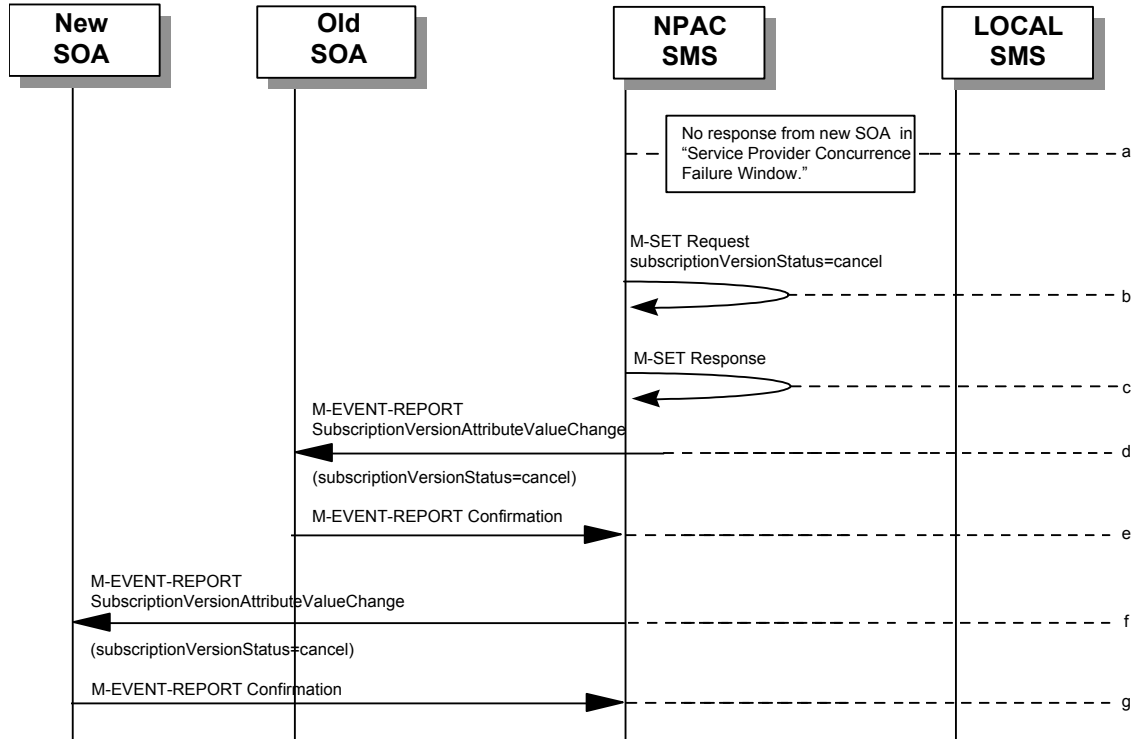 New
SOA
Old
SOA
NPAC
SMS
LOCAL
SMS
No response from new SOA in
“Service Provider Concurrence
Failure Window.”
a
M-SET Request
subscriptionVersionStatus=cancel
b
M-SET Response
c
M-EVENT-REPORT
SubscriptionVersionAttributeValueChange
d
(subscriptionVersionStatus=cancel)
M-EVENT-REPORT Confirmation
e
M-EVENT-REPORT
SubscriptionVersionAttributeValueChange
f
(subscriptionVersionStatus=cancel)
M-EVENT-REPORT Confirmation
g